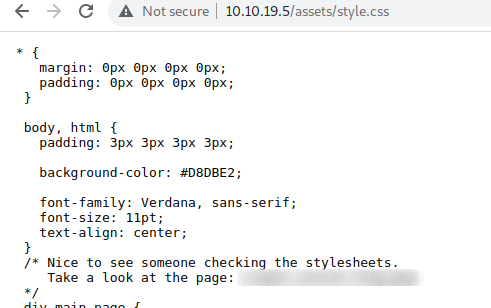 Not secure | 10.10.19.5/assets/style.css
* {
margin: 0px 0px 0px 0px;
padding: 0px 0px 0px 0px;
}
body, html {
padding: 3px 3px 3px 3px;
background-color: #D8DBE2;
font-family: Verdana, sans-serif;
font-size: 11pt;
text-align: center;
}
/* Nice to see someone checking the stylesheets.
Take a look at the page:
*/
div.main_page {